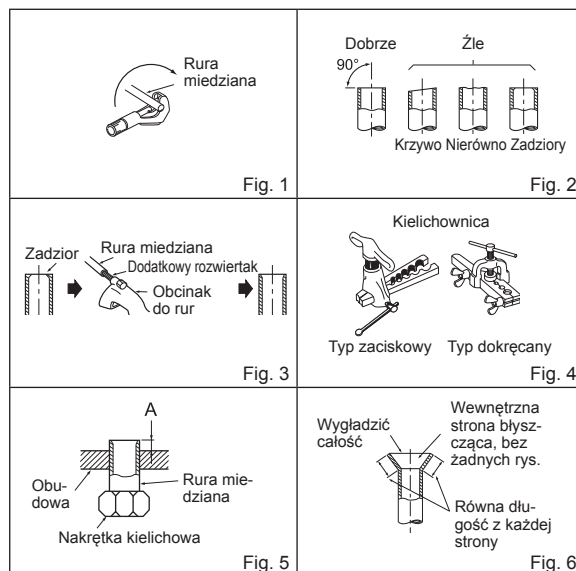 Rura
miedziana
Fig. 1
Dobrze
Źle
90°
Krzywo Nierówno Zadziory
Fig. 2
Zadzior
Rura miedziana
Dodatkowy rozwiertak
Obcinak
do rur
Fig. 3
Kielichownica
Typ zaciskowy
Typ dokręcany
Fig. 4
A
Obu-
dowa
Rura mie-
dziana
Nakrętka kielichowa
Fig. 5
Wygładzić
całość
Wewnętrzna
strona błysz-
cząca, bez
żadnych rys.
Równa dłu-
gość z każdej
strony
Fig. 6